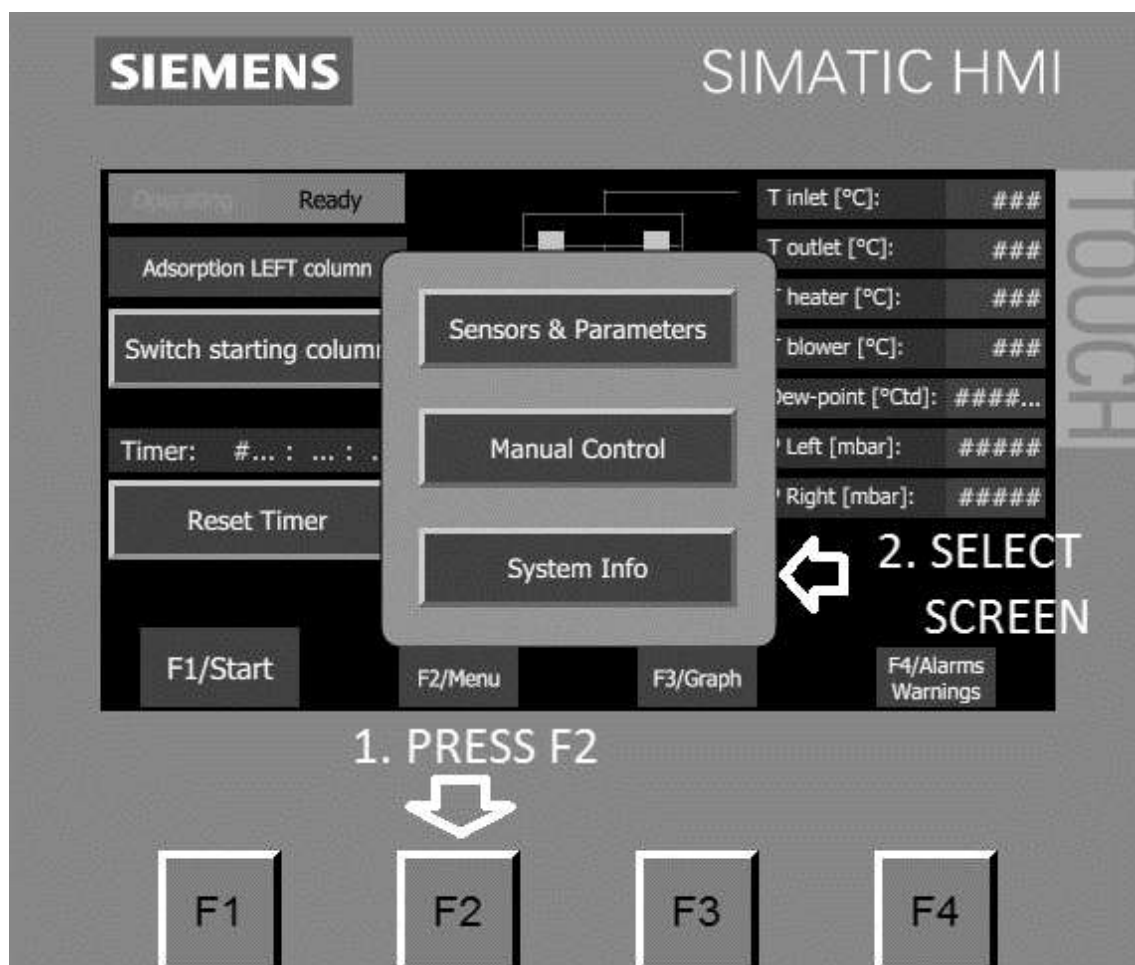 SIEMENS
SIMATIC HMI
TOUCH
Operating Ready
Adsorption LEFT column
Switch starting colum
Timer: #... : ... : .
Reset Timer
Sensors & Parameters
Manual Control
System Info
T inlet [°C]: ###
T outlet [°C]: ###
T heater [°C]: ###
T blower [°C]: ###
Dew-point [°Ctd]: ####...
P Left [mbar]: #####
P Right [mbar]: #####
2. SELECT
SCREEN
F1/Start
F2/Menu
F3/Graph
F4/Alarms
Warnings
1. PRESS F2
F1
F2
F3
F4